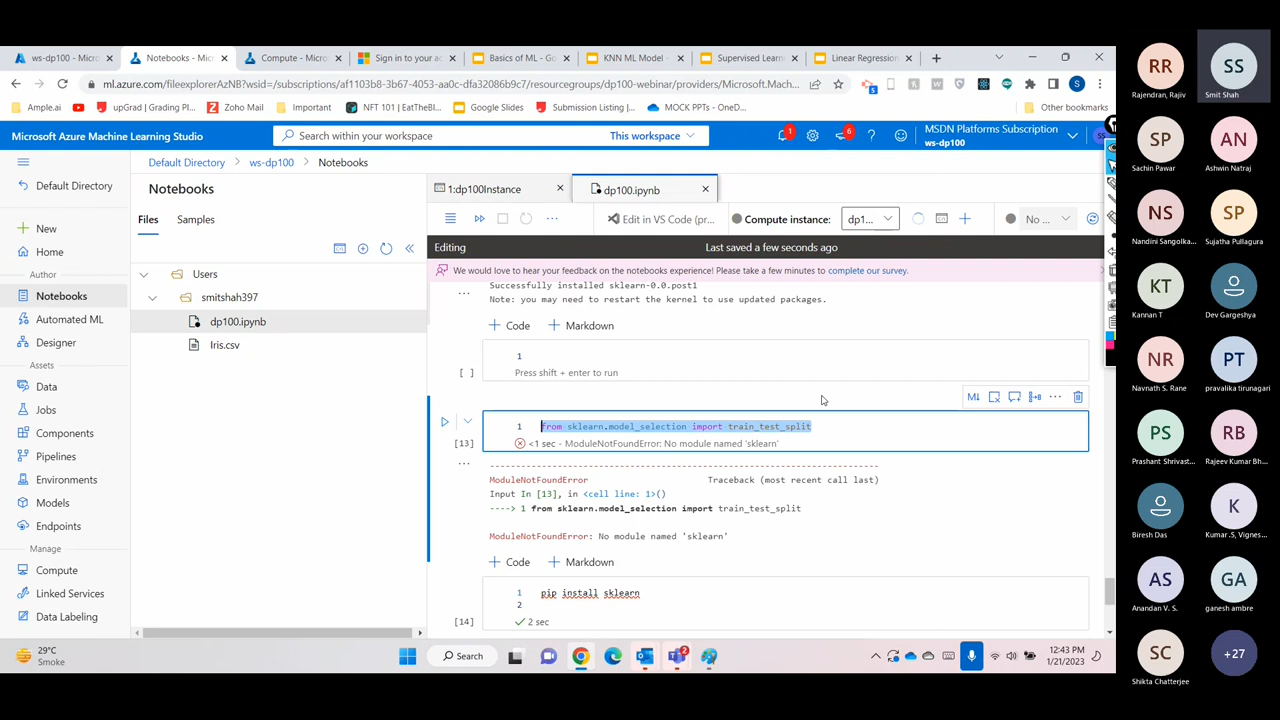 ws-dp100 - Micro
Notebooks - Mic
Compute - Micro
Sign in to your a
Basics of ML - Go
KNN ML Model -
Supervised Learn
Linear Regression
ml.azure.com/fileexplorerAzNB?wsid=/subscriptions/af1103b8-3b67-4053-aa0c-dfa32086b9c7/resourcegroups/dp100-webinar/providers/Microsoft.Mac...
S
Ample.ai
upGrad | Grading Pl...
Zoho Mail
Important
NFT 101 | EatTheBl...
Google Slides
Submission Listing |...
MOCK PPTs - OneD...
Other bookmarks
Microsoft Azure Machine Learning Studio
Search within your workspace
This workspace
1
6
MSDN Platforms Subscription
ws-dp100
SS
Default Directory
New
Home
Author
Notebooks
Automated ML
Designer
Assets
Data
Jobs
Components
Pipelines
Environments
Models
Endpoints
Manage
Compute
Linked Services
Data Labeling
Default Directory > ws-dp100 > Notebooks
Notebooks
Files
Samples
Users
smitshah397
dp100.ipynb
Iris.csv
1:dp100Instance
dp100.ipynb
Edit in VS Code (pr...
Compute instance:
dp1...
No ...
Editing
Last saved a few seconds ago
We would love to hear your feedback on the notebooks experience! Please take a few minutes to complete our survey.
Successfully installed sklearn-0.0.post1
Note: you may need to restart the kernel to use updated packages.
+ Code + Markdown
1
[ ] Press shift + enter to run
1 from sklearn.model_selection import train_test_split
[13] <1 sec - ModuleNotFoundError: No module named 'sklearn'
---------------------------------------------------------------------------
ModuleNotFoundError Traceback (most recent call last)
Input In [13], in <cell line: 1>()
----> 1 from sklearn.model_selection import train_test_split
ModuleNotFoundError: No module named 'sklearn'
+ Code + Markdown
1 pip install sklearn
2
[14] 2 sec
29°C
Smoke
Search
2
12:43 PM
1/21/2023
RR
Rajendran, Rajiv
SS
Smit Shah
SP
Sachin Pawar
AN
Ashwin Natraj
NS
Nandini Sangolka...
SP
Sujatha Pullagura
KT
Kannan T
Dev Gargeshya
NR
Navnath S. Rane
PT
pravalika tirunagari
PS
Prashant Shrivast...
RB
Rajeev Kumar Bh...
Biresh Das
K
Kumar .S, Vignes...
AS
Anandan V. S.
GA
ganesh ambre
SC
Shikta Chatterjee
+27